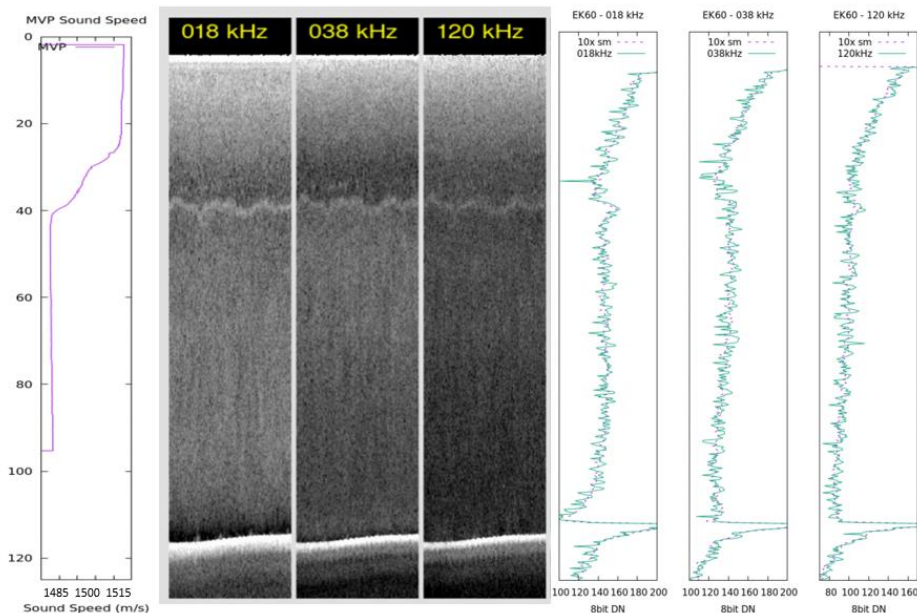 MVP Sound Speed
MVP
0
20
40
60
80
100
120
1485 1500 1515
Sound Speed (m/s)
018 kHz
038 kHz
120 kHz
EK60 - 018 kHz
10x sm
018kHz
100 120 140 160 180 200
8bit DN
EK60 - 038 kHz
10x sm
038kHz
100 120 140 160 180 200
8bit DN
EK60 - 120 kHz
10x sm
120kHz
80 100 120 140 160
8bit DN